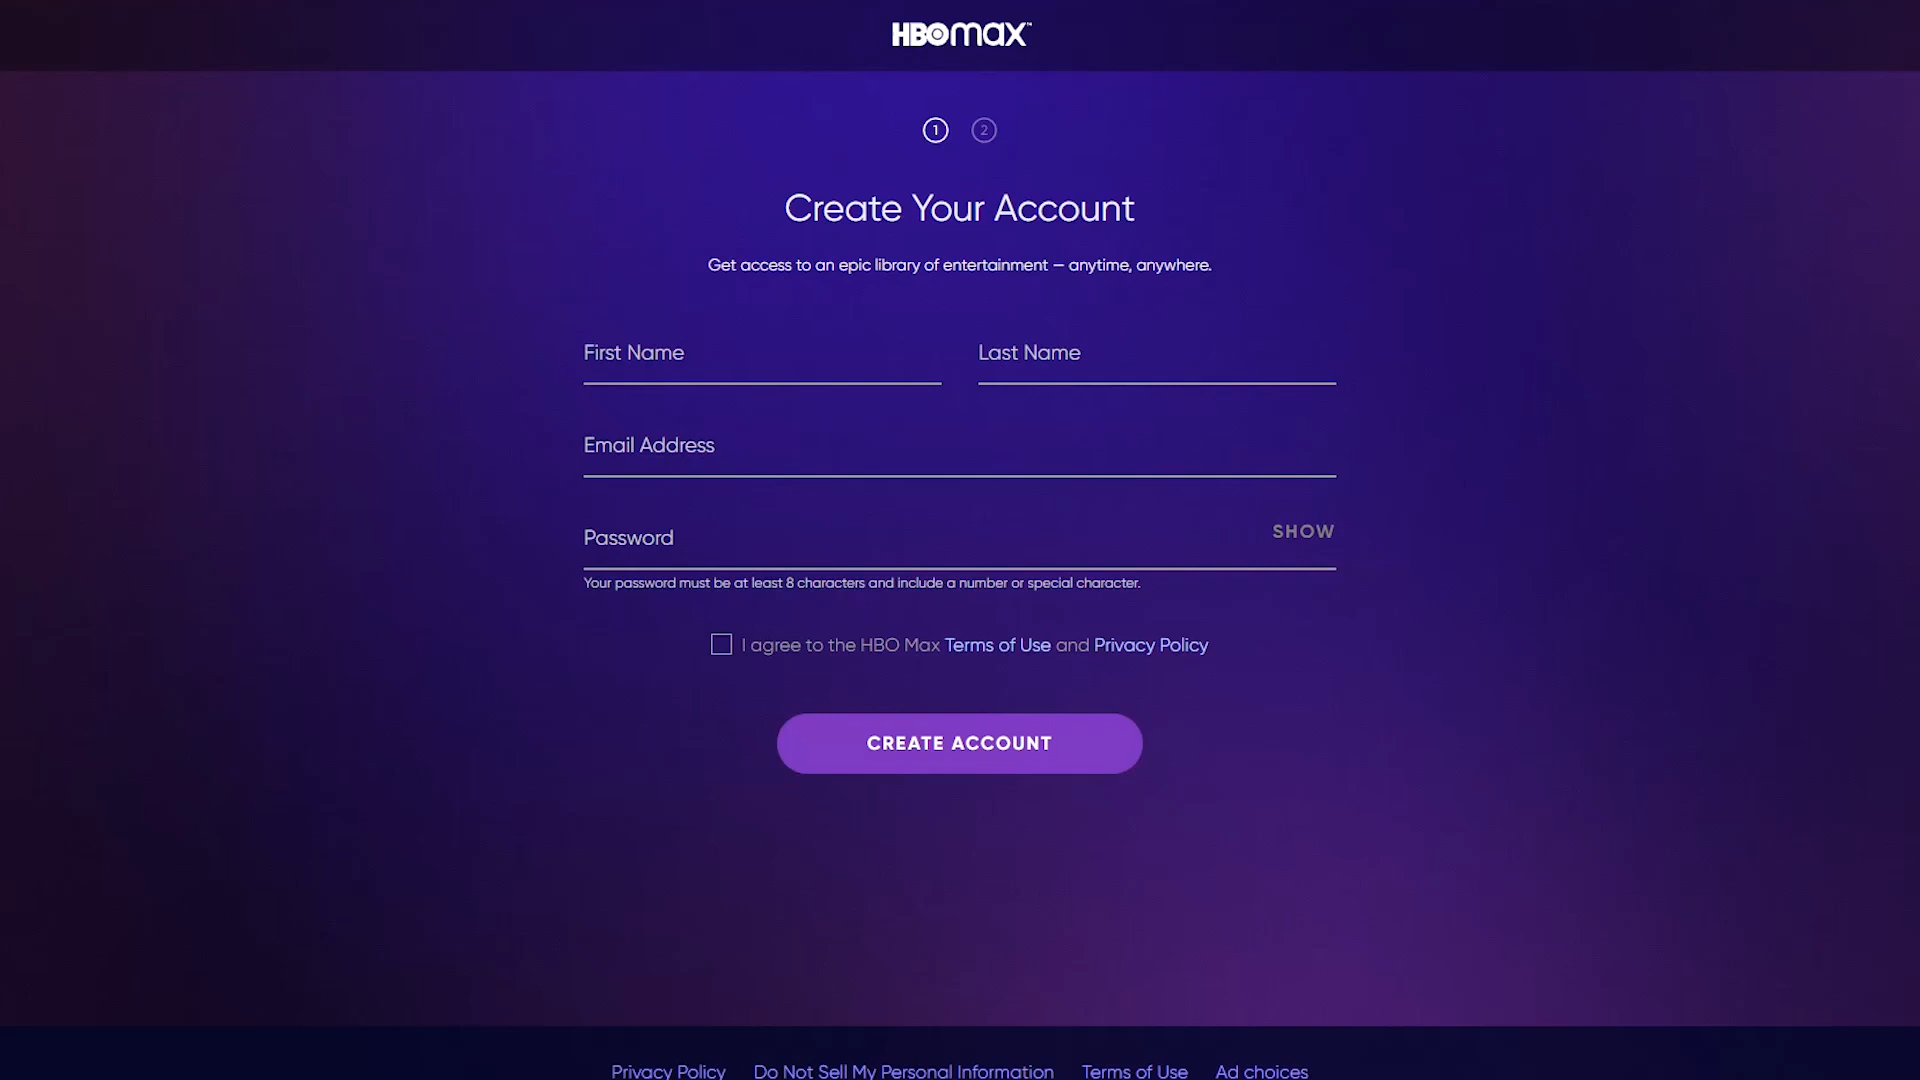 HBOMAX™
1 2
Create Your Account
Get access to an epic library of entertainment — anytime, anywhere.
First Name Last Name
Email Address
Password SHOW
Your password must be at least 8 characters and include a number or special character.
I agree to the HBO Max Terms of Use and Privacy Policy
CREATE ACCOUNT
Privacy Policy Do Not Sell My Personal Information Terms of Use Ad choices